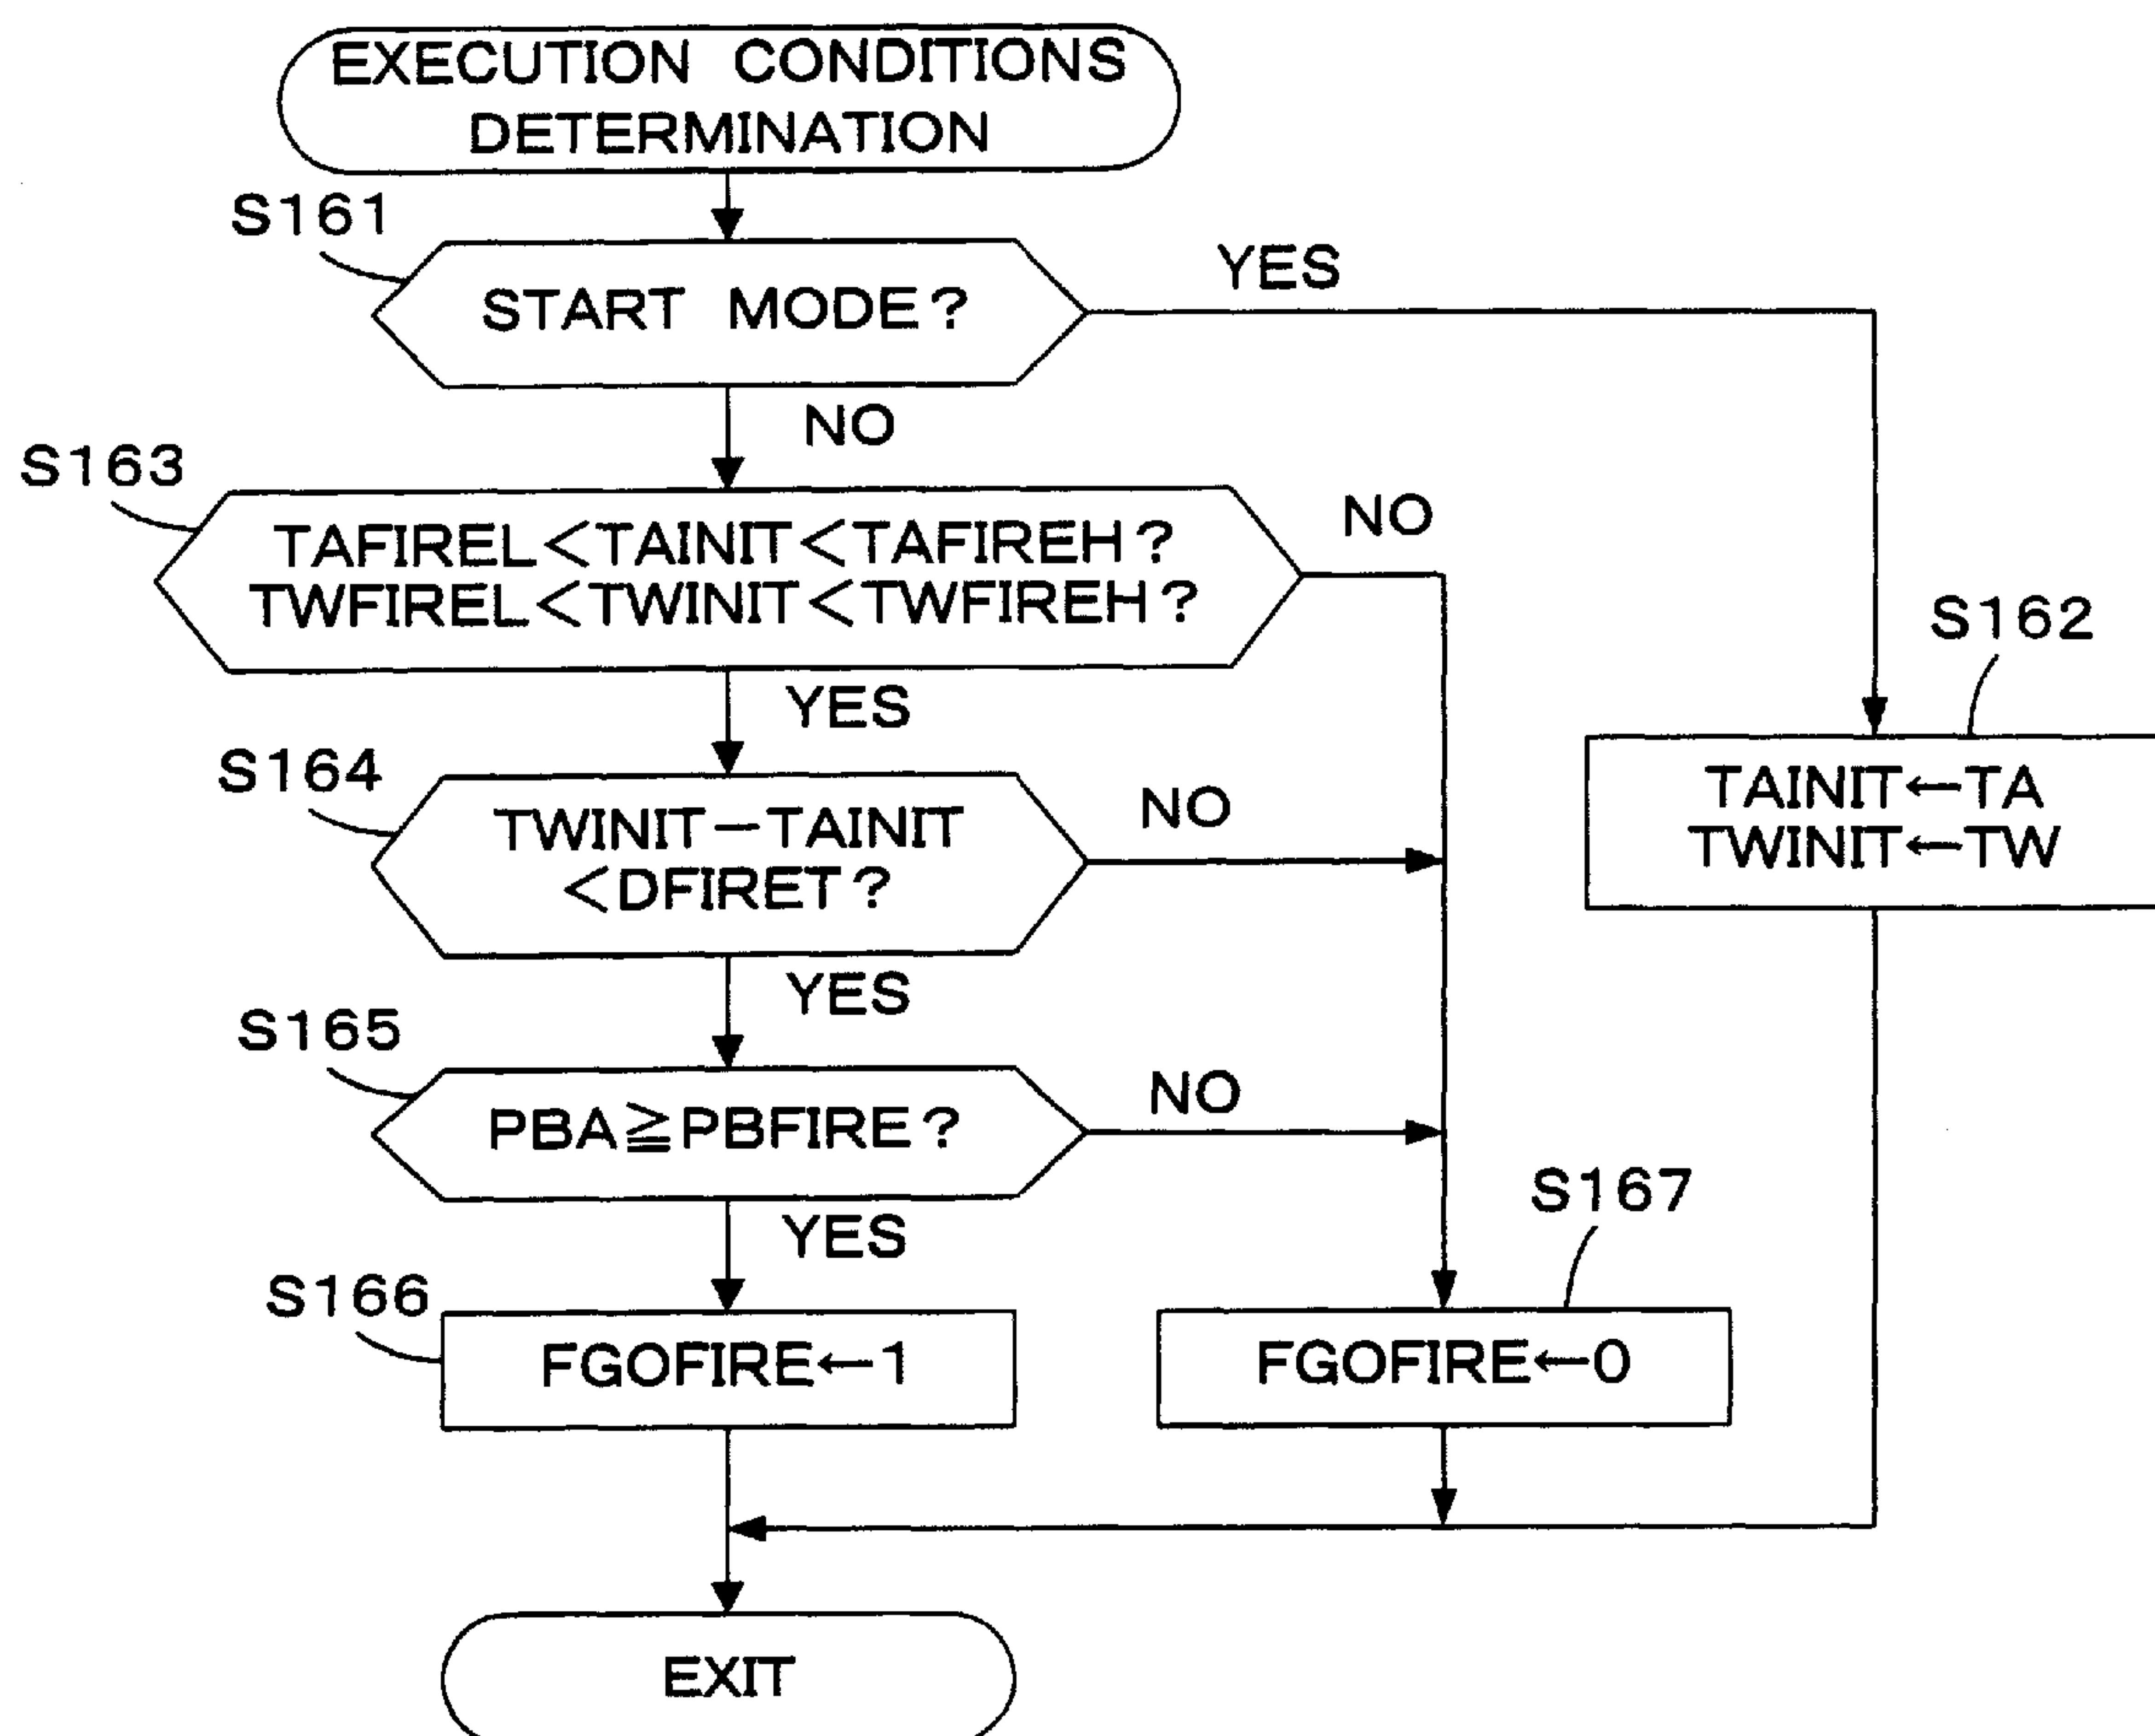 EXECUTION CONDITIONS
DETERMINATION
S161
START MODE?
YES
NO
S163
TAFIREL<TAINIT<TAFIREH?
TWFIREL<TWINIT<TWFIREH?
NO
YES
S162
TAINIT←TA
TWINIT←TW
S164
TWINIT−TAINIT
<DFIRET?
NO
YES
S165
PBA≧PBFIRE?
NO
YES
S166
FGOFIRE←1
S167
FGOFIRE←0
EXIT